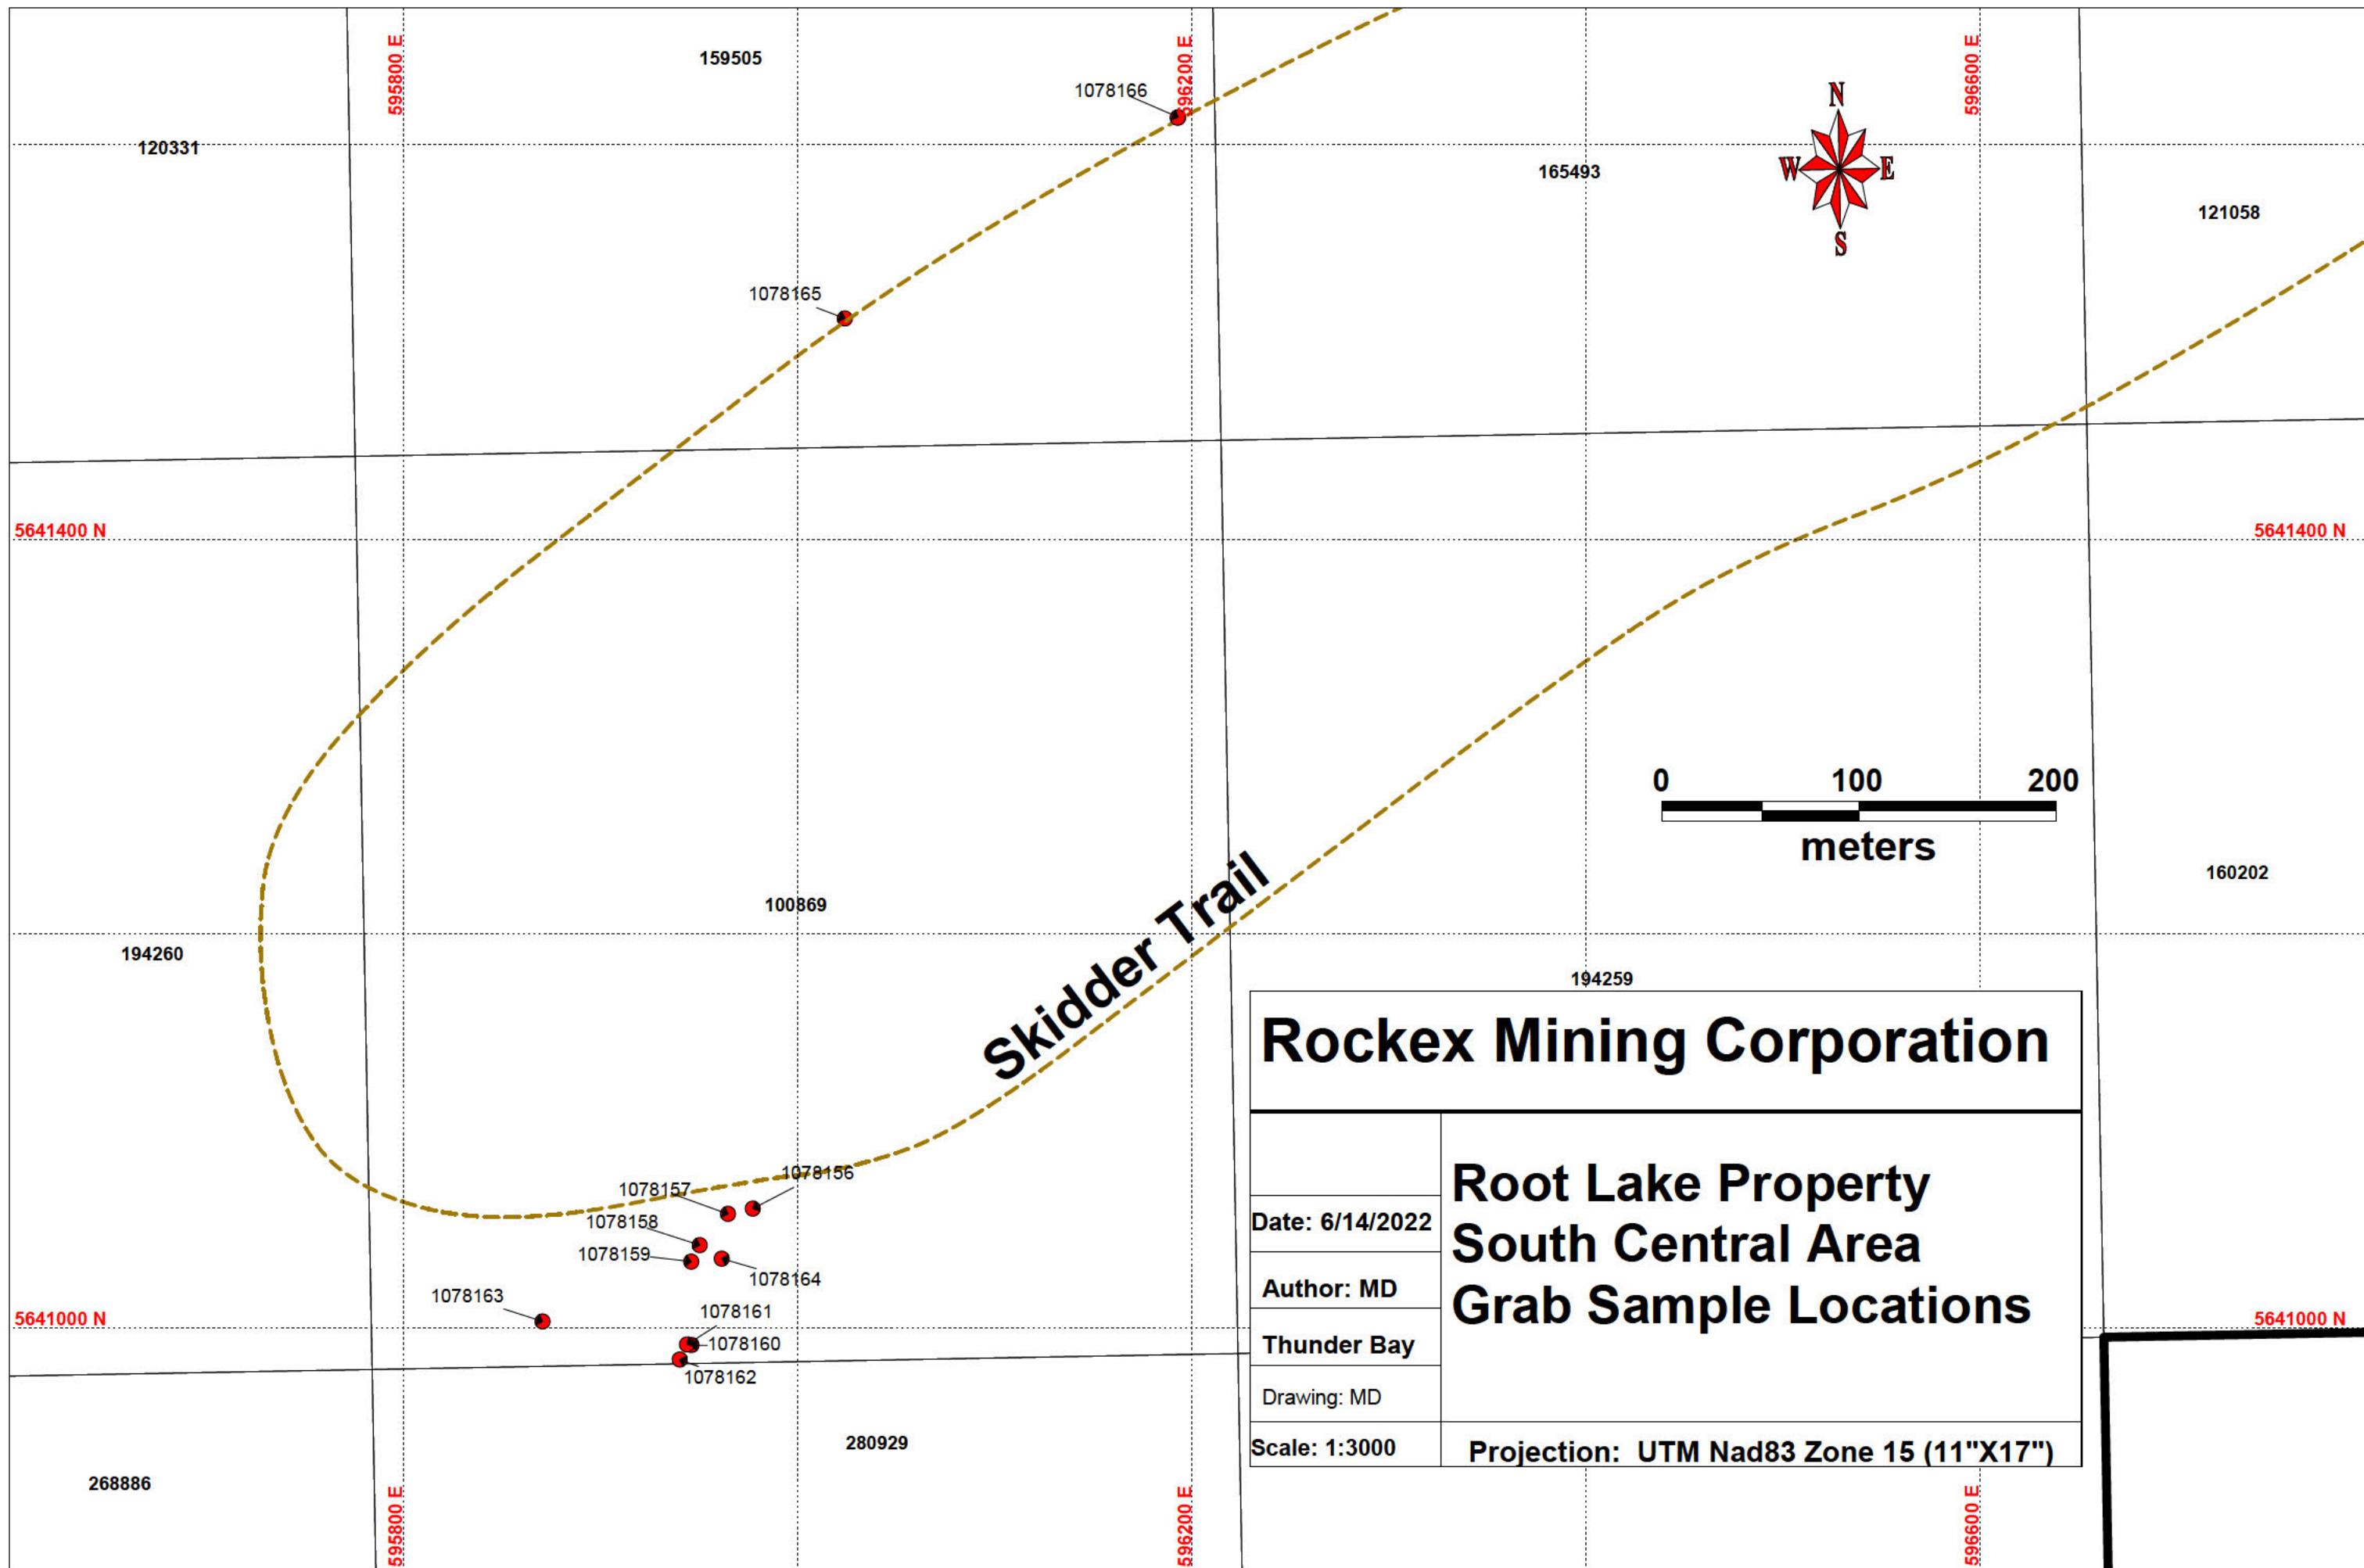 595800 E
596200 E
596600 E
159505
1078166
N
W
E
S
120331
165493
121058
1078165
5641400 N
5641400 N
0 100 200
meters
160202
Skidder Trail
100869
194260
194259
1078156
1078157
1078158
1078159
1078164
1078163
1078161
1078160
1078162
5641000 N
5641000 N
Rockex Mining Corporation
Root Lake Property
South Central Area
Grab Sample Locations
Date: 6/14/2022
Author: MD
Thunder Bay
Drawing: MD
Scale: 1:3000
Projection: UTM Nad83 Zone 15 (11"X17")
280929
268886
595800 E
596200 E
596600 E